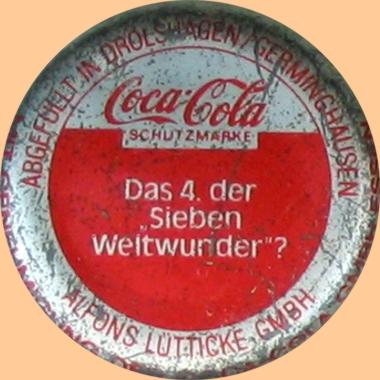 ABGEFÜLLT IN DROLSHAGEN/GERMINGHAUSEN
Coca-Cola
SCHUTZMARKE
Das 4. der
„Sieben
Weltwunder"?
ALFONS LÜTTICKE GMBH